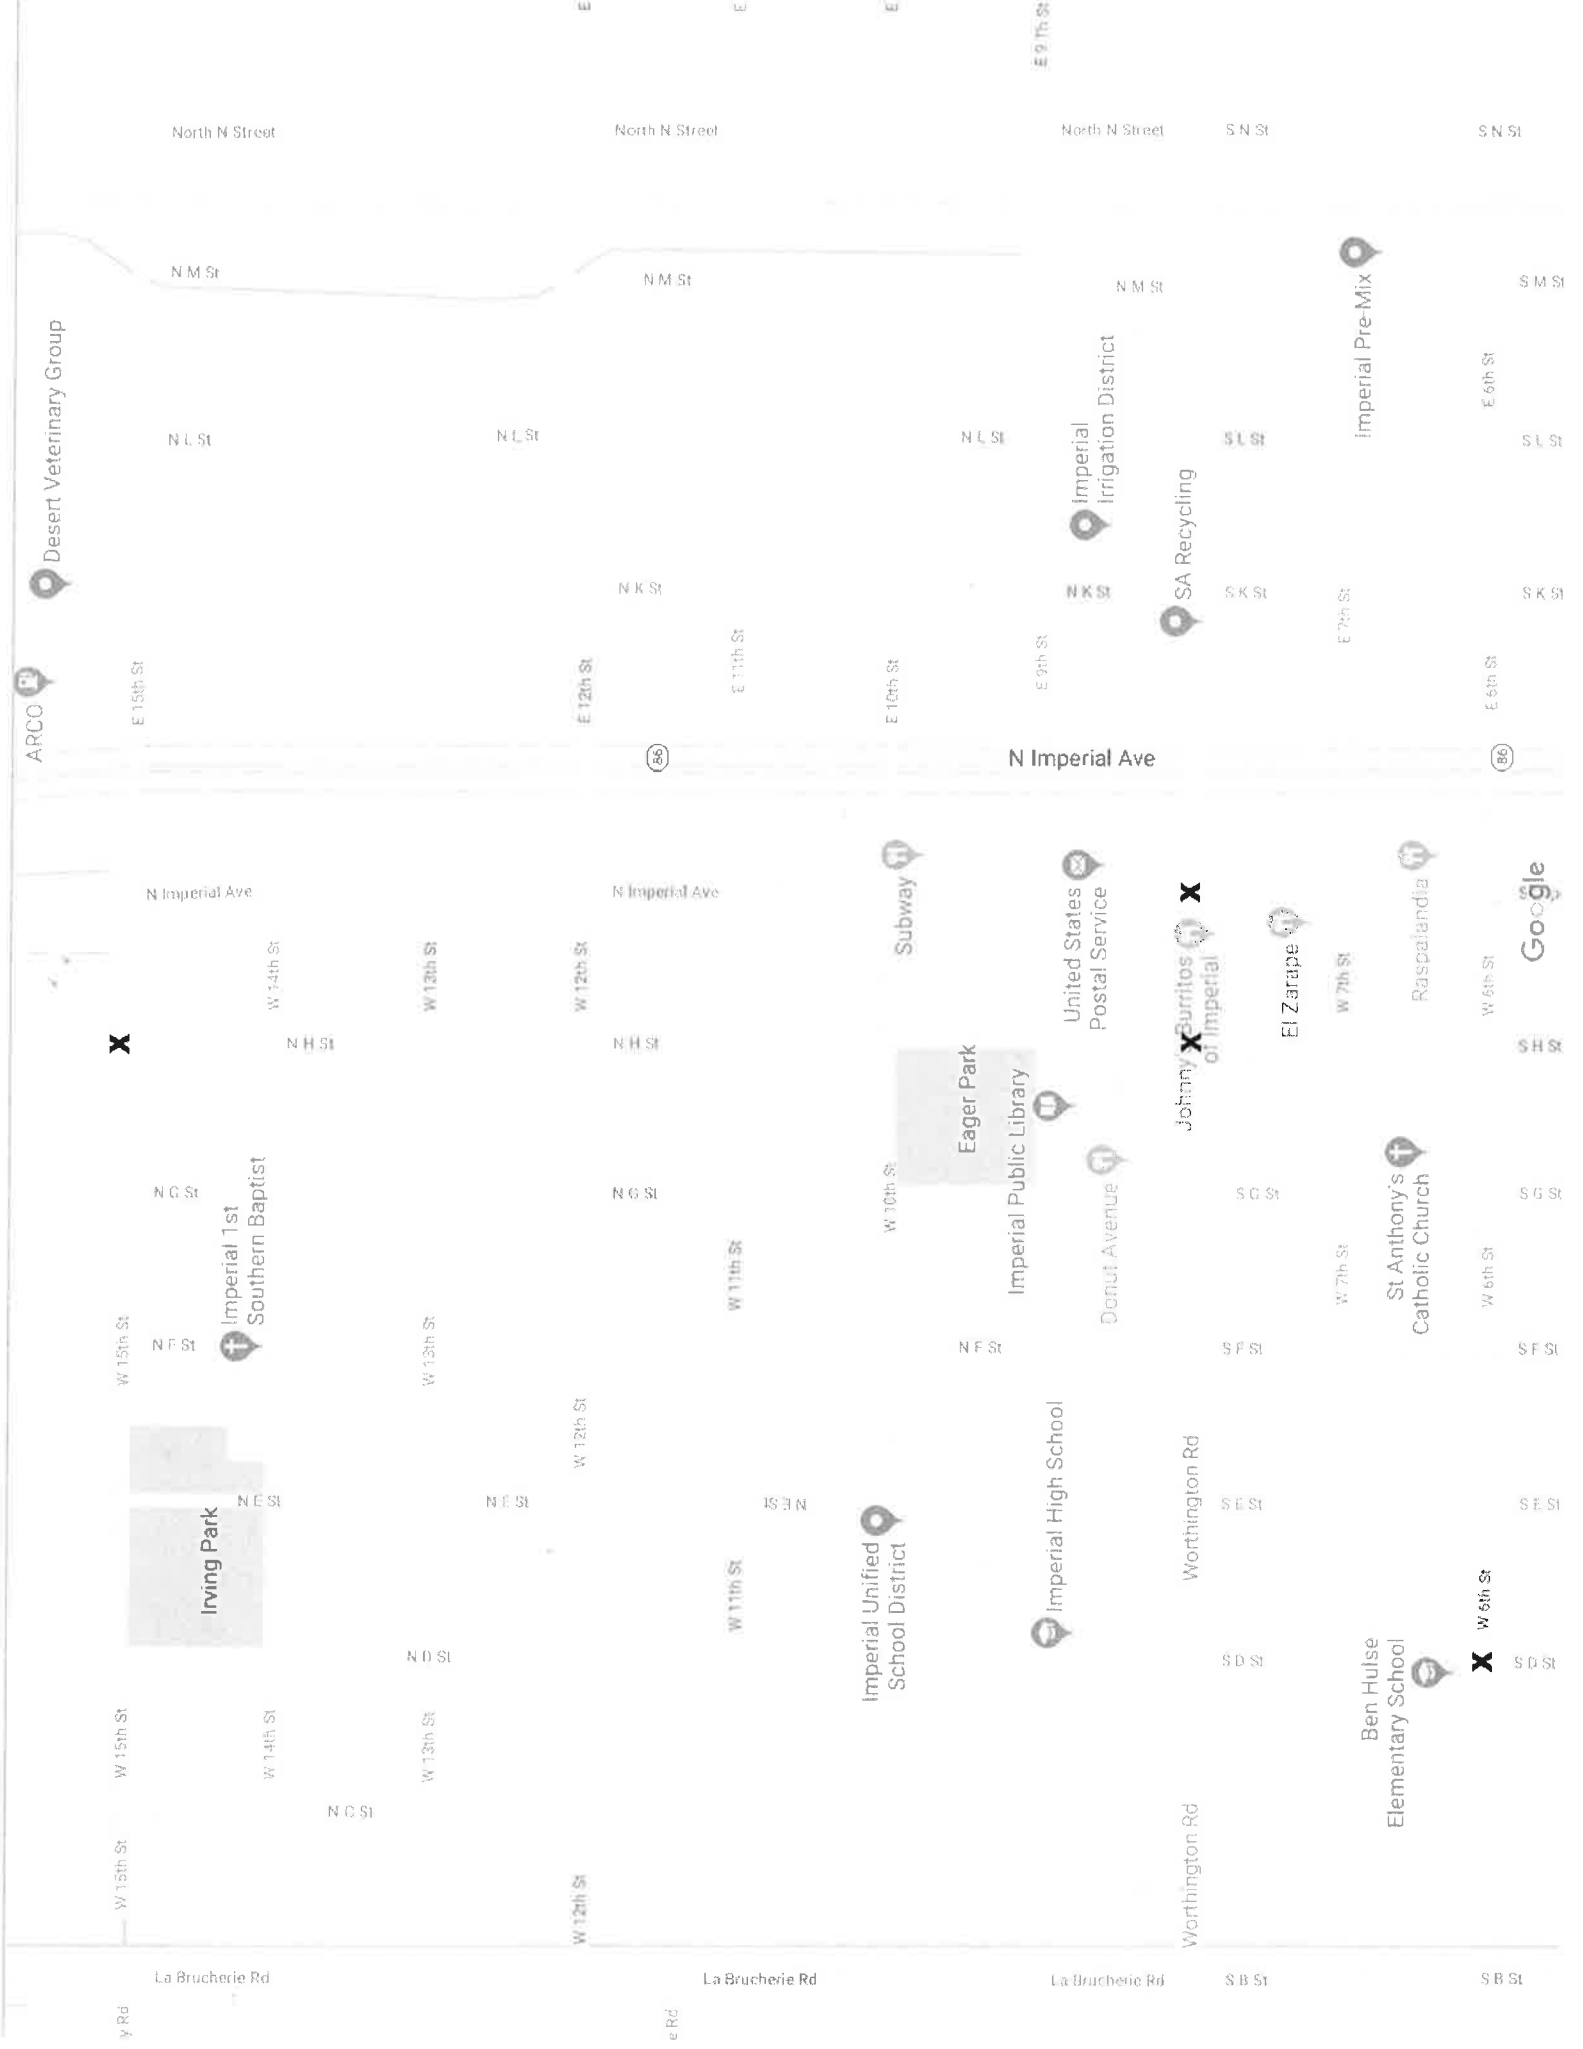 E
E
E
E 9Th St
North N Street
North N Street
North N Street
S N St
S N St
N M St
N M St
N M St
S M St
Desert Veterinary Group
Imperial
Irrigation District
Imperial Pre-Mix
E 6th St
N L St
N L St
N L St
S L St
S L St
SA Recycling
N K St
N K St
S K St
S K St
E 7th St
ARCO
E 15th St
E 12th St
E 11th St
E 10th St
E 9th St
E 6th St
86
N Imperial Ave
86
N Imperial Ave
N Imperial Ave
Subway
United States
Postal Service
X
Johnny's Burritos
of Imperial
El Zarape
Raspalandia
Google
W 14th St
W 13th St
W 12th St
W 7th St
W 6th St
X
N H St
N H St
X
S H St
Eager Park
Imperial Public Library
Donut Avenue
N G St
N G St
W 10th St
S G St
S G St
Imperial 1st
Southern Baptist
W 11th St
W 7th St
St Anthony's
Catholic Church
W 6th St
W 15th St
N F St
W 13th St
N F St
S F St
S F St
W 12th St
Irving Park
N E St
N E St
N E St
Imperial High School
Worthington Rd
S E St
S E St
W 11th St
Imperial Unified
School District
W 6th St
X
N D St
S D St
S D St
Ben Hulse
Elementary School
W 15th St
W 14th St
W 13th St
N C St
W 15th St
W 12th St
Worthington Rd
La Brucherie Rd
La Brucherie Rd
La Brucherie Rd
S B St
S B St
y Rd
e Rd